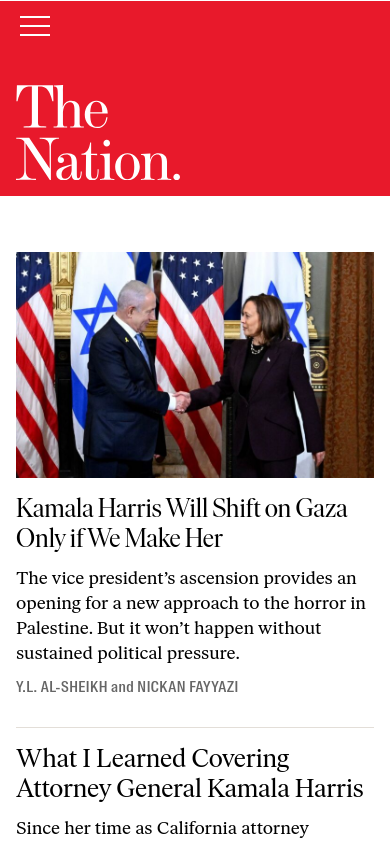 The
Nation.
Kamala Harris Will Shift on Gaza
Only if We Make Her
The vice president’s ascension provides an
opening for a new approach to the horror in
Palestine. But it won’t happen without
sustained political pressure.
Y.L. AL-SHEIKH and NICKAN FAYYAZI
What I Learned Covering
Attorney General Kamala Harris
Since her time as California attorney